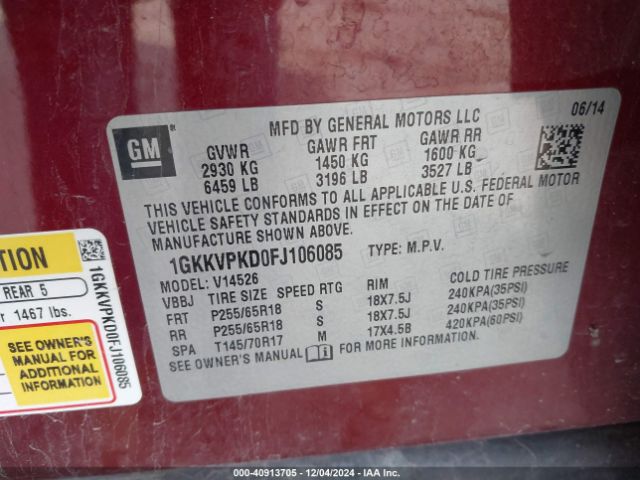 MFD BY GENERAL MOTORS LLC
06/14
GM
GVWR GAWR FRT GAWR RR
2930 KG 1450 KG 1600 KG
6459 LB 3196 LB 3527 LB
THIS VEHICLE CONFORMS TO ALL APPLICABLE U.S. FEDERAL MOTOR
VEHICLE SAFETY STANDARDS IN EFFECT ON THE DATE OF
MANUFACTURE SHOWN ABOVE.
1GKKVPKD0FJ106085 TYPE: M.P.V.
MODEL: V14526
VBBJ TIRE SIZE SPEED RTG RIM COLD TIRE PRESSURE
FRT P255/65R18 S 18X7.5J 240KPA(35PSI)
RR P255/65R18 S 18X7.5J 240KPA(35PSI)
SPA T145/70R17 M 17X4.5B 420KPA(60PSI)
SEE OWNER'S MANUAL FOR MORE INFORMATION.
TION
REAR 5
r 1467 lbs.
SEE OWNER'S
MANUAL FOR
ADDITIONAL
INFORMATION
1GKKVPKD0FJ106085
000-40913705 - 12/04/2024 - IAA Inc.